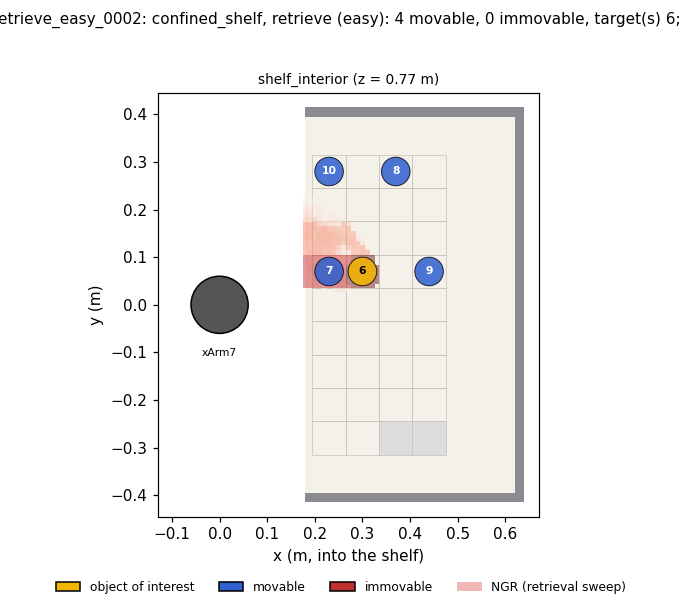 etrieve_easy_0002: confined_shelf, retrieve (easy): 4 movable, 0 immovable, target(s) 6;
shelf_interior (z = 0.77 m)
0.4
0.3
0.2
0.1
0.0
−0.1
−0.2
−0.3
−0.4
y (m)
10
8
7
6
9
xArm7
−0.1
0.0
0.1
0.2
0.3
0.4
0.5
0.6
x (m, into the shelf)
object of interest
movable
immovable
NGR (retrieval sweep)